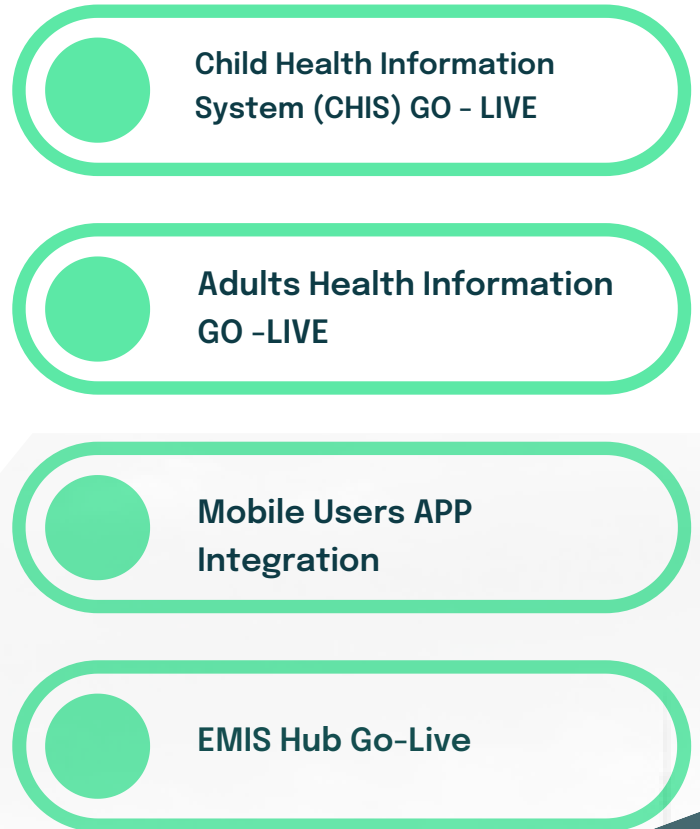 Child Health Information
System (CHIS) GO - LIVE
Adults Health Information
GO -LIVE
Mobile Users APP
Integration
EMIS Hub Go-Live